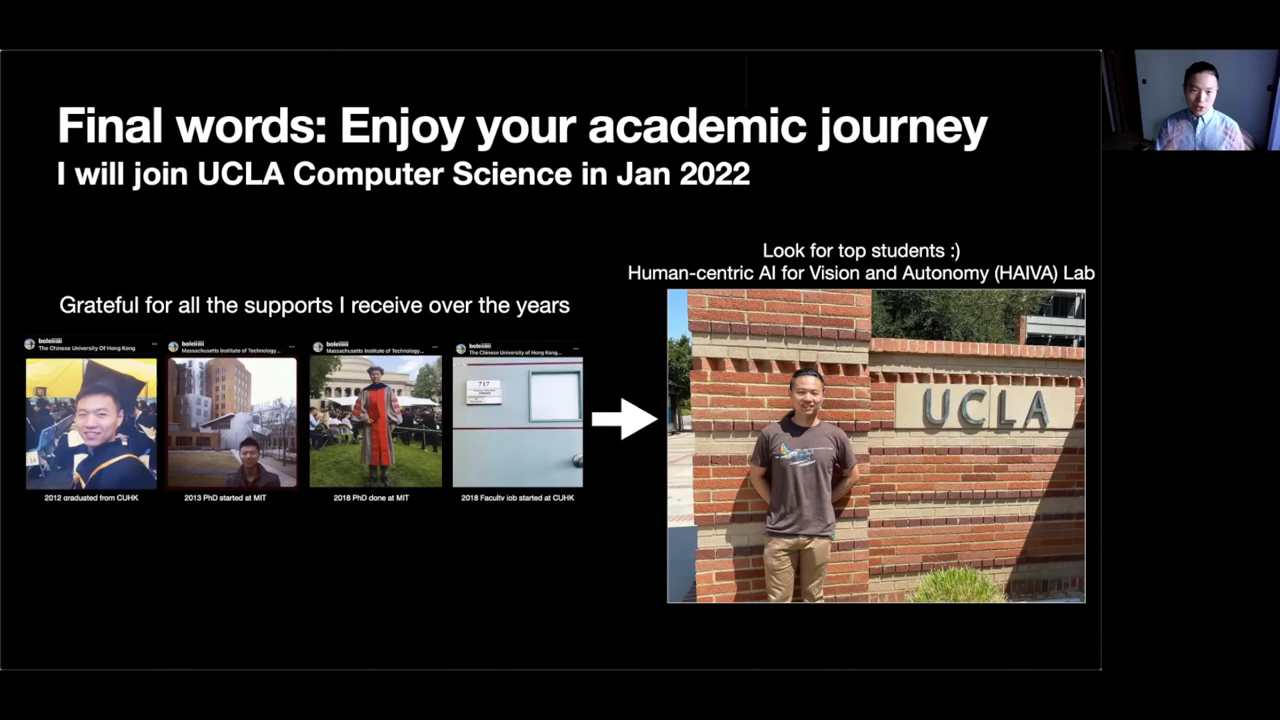 Final words: Enjoy your academic journey
I will join UCLA Computer Science in Jan 2022
Look for top students :)
Human-centric AI for Vision and Autonomy (HAIVA) Lab
Grateful for all the supports I receive over the years
The Chinese University Of Hong Kong
Massachusetts Institute of Technology...
Massachusetts Institute of Technology...
The Chinese University of Hong Kong...
717
UCLA
2012 graduated from CUHK
2013 PhD started at MIT
2018 PhD done at MIT
2018 Faculty job started at CUHK